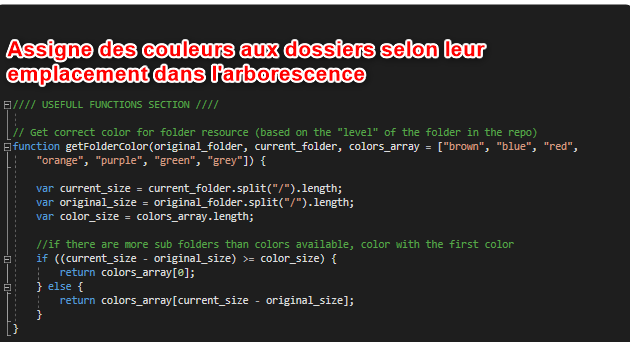 Assigne des couleurs aux dossiers selon leur
emplacement dans l'arborescence
//// USEFULL FUNCTIONS SECTION ////
// Get correct color for folder resource (based on the "level" of the folder in the repo)
function getFolderColor(original_folder, current_folder, colors_array = ["brown", "blue", "red",
"orange", "purple", "green", "grey"]) {
var current_size = current_folder.split("/").length;
var original_size = original_folder.split("/").length;
var color_size = colors_array.length;
//if there are more sub folders than colors available, color with the first color
if ((current_size - original_size) >= color_size) {
return colors_array[0];
} else {
return colors_array[current_size - original_size];
}
}